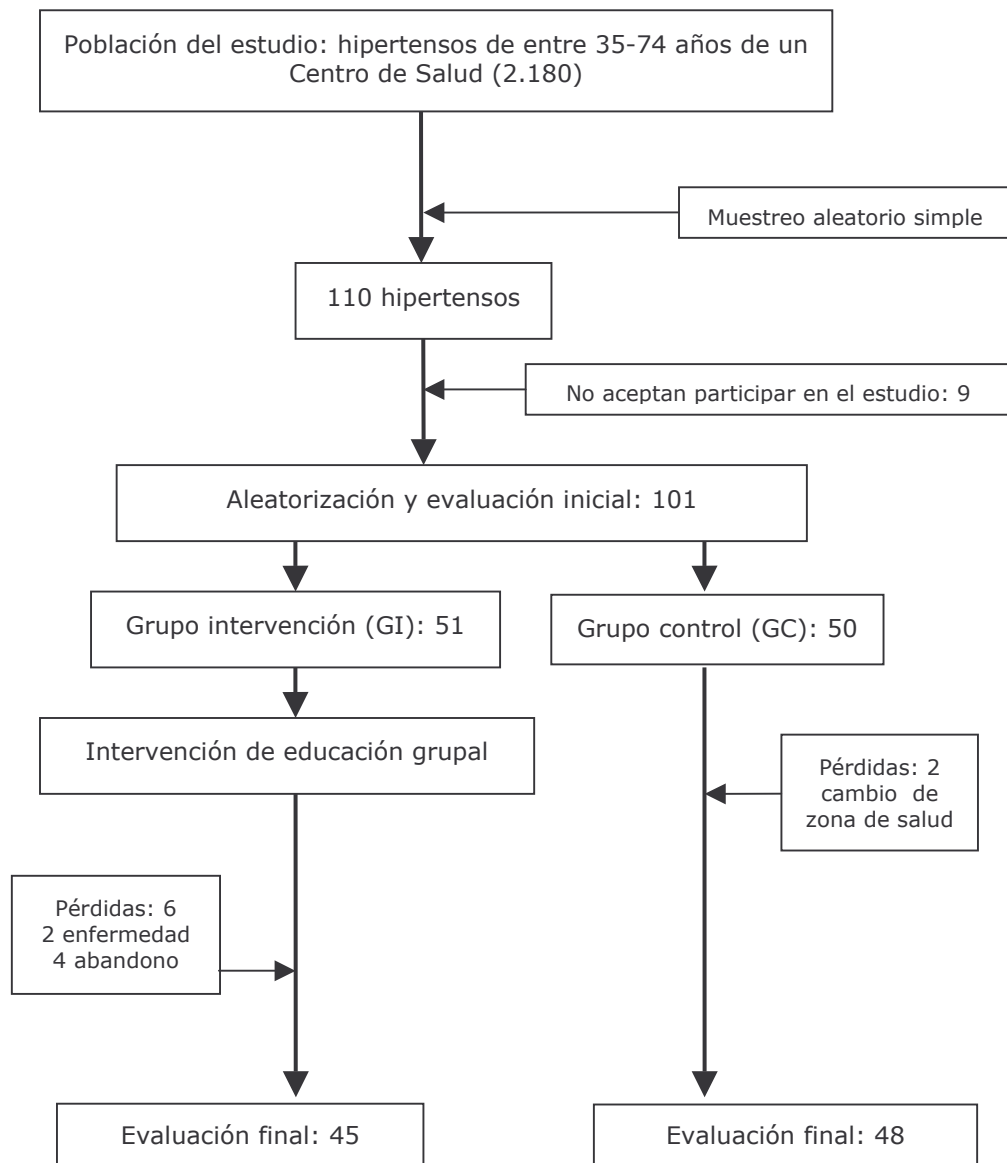 Población del estudio: hipertensos de entre 35-74 años de un
Centro de Salud (2.180)
Muestreo aleatorio simple
110 hipertensos
No aceptan participar en el estudio: 9
Aleatorización y evaluación inicial: 101
Grupo intervención (GI): 51
Grupo control (GC): 50
Intervención de educación grupal
Pérdidas: 2
cambio de
zona de salud
Pérdidas: 6
2 enfermedad
4 abandono
Evaluación final: 45
Evaluación final: 48